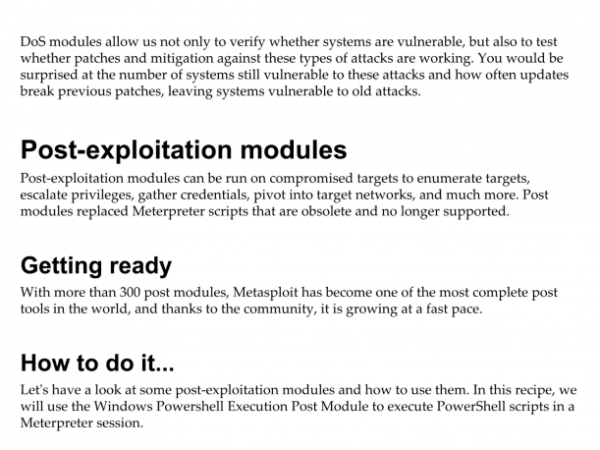 DoS modules allow us not only to verify whether systems are vulnerable, but also to test
whether patches and mitigation against these types of attacks are working. You would be
surprised at the number of systems still vulnerable to these attacks and how often updates
break previous patches, leaving systems vulnerable to old attacks.
Post-exploitation modules
Post-exploitation modules can be run on compromised targets to enumerate targets,
escalate privileges, gather credentials, pivot into target networks, and much more. Post
modules replaced Meterpreter scripts that are obsolete and no longer supported.
Getting ready
With more than 300 post modules, Metasploit has become one of the most complete post
tools in the world, and thanks to the community, it is growing at a fast pace.
How to do it...
Let's have a look at some post-exploitation modules and how to use them. In this recipe, we
will use the Windows Powershell Execution Post Module to execute PowerShell scripts in a
Meterpreter session.